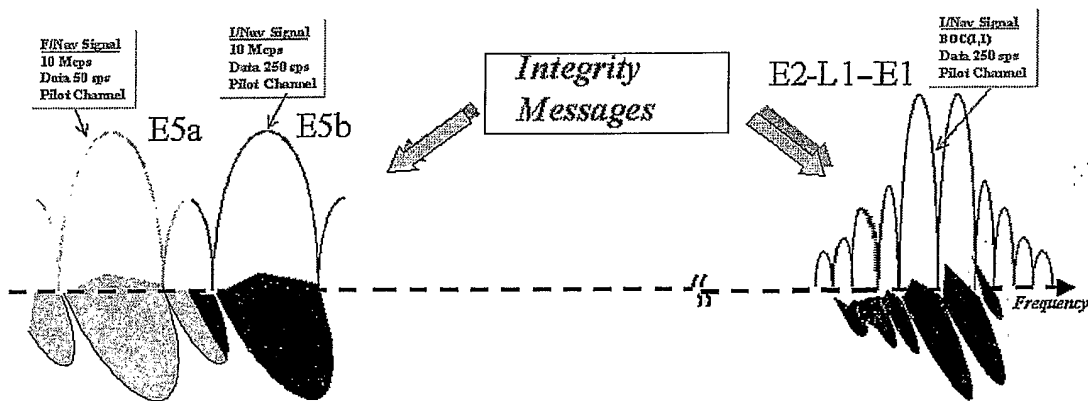 F/Nav Signal
10 Mcps
Data 50 sps
Pilot Channel
E5a
I/Nav Signal
10 Mcps
Data 250 sps
Pilot Channel
E5b
Integrity
Messages
E2-L1-E1
I/Nav Signal
BOC(1,1)
Data 250 sps
Pilot Channel
Frequency